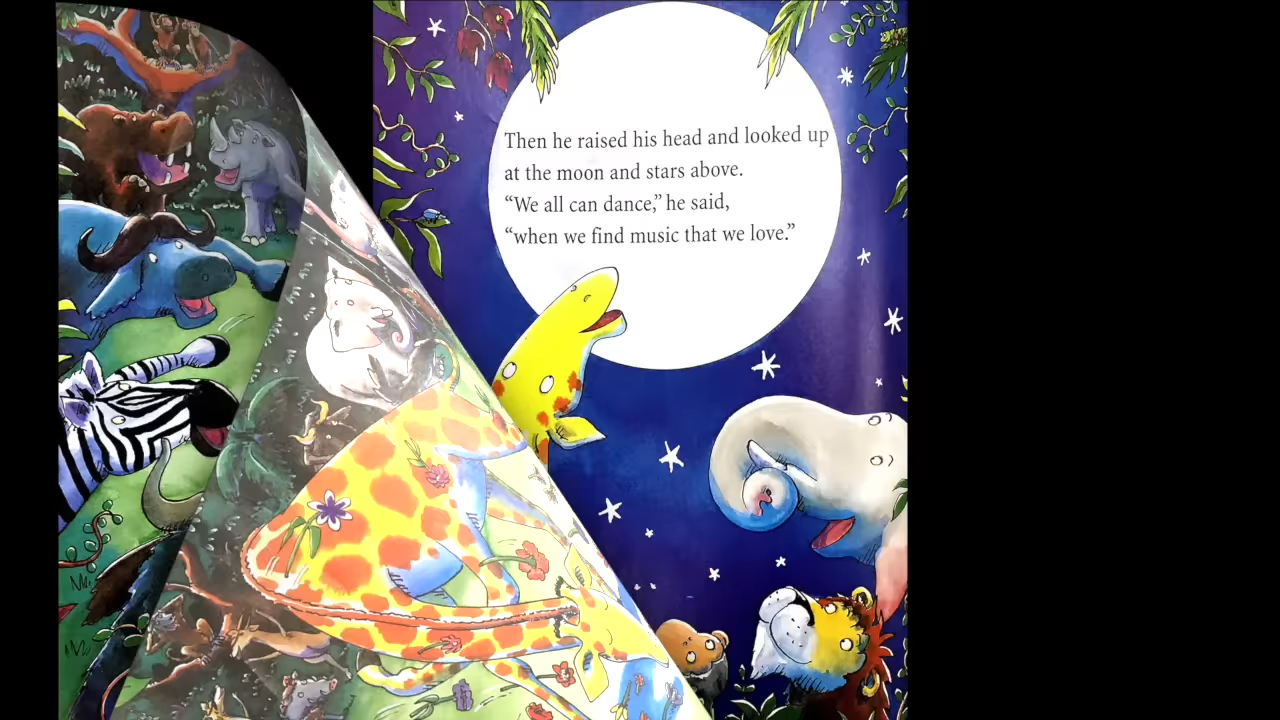 Then he raised his head and looked up
at the moon and stars above.
“We all can dance,” he said,
“when we find music that we love.”